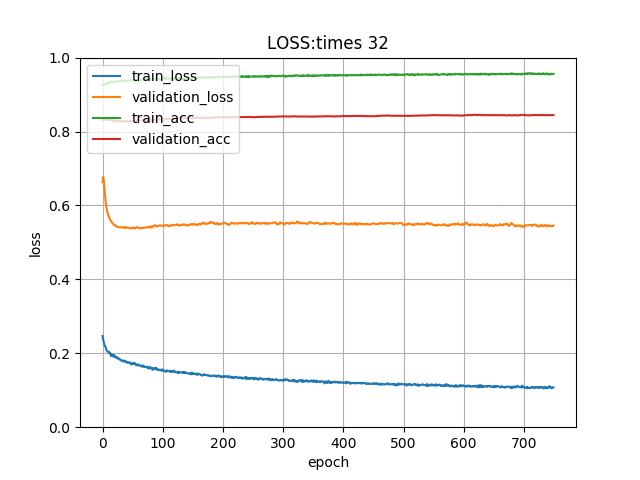 LOSS:times 32
train_loss
validation_loss
train_acc
validation_acc
1.0
0.8
0.6
0.4
0.2
0.0
loss
0 100 200 300 400 500 600 700
epoch